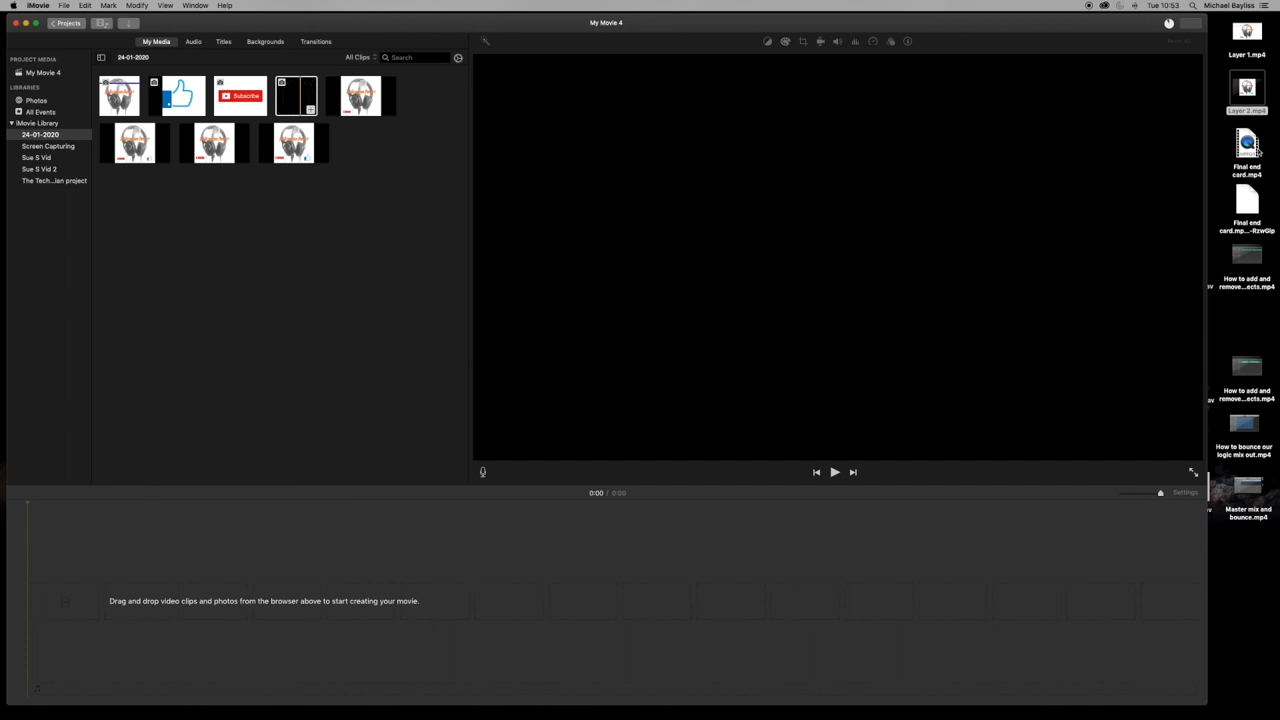 iMovie File Edit Mark Modify View Window Help
Tue 10:53 Michael Bayliss
Projects
My Movie 4
My Media Audio Titles Backgrounds Transitions
PROJECT MEDIA
My Movie 4
LIBRARIES
Photos
All Events
iMovie Library
24-01-2020
Screen Capturing
Sue S Vid
Sue S Vid 2
The Tech...ian project
24-01-2020
All Clips
Search
Subscribe
0:00 / 0:00
Settings
Drag and drop video clips and photos from the browser above to start creating your movie.
Layer 1.mp4
Layer 2.mp4
Final end
card.mp4
Final end
card.mp...-RzwGip
How to add and
remove...ects.mp4
How to add and
remove...ects.mp4
How to bounce our
logic mix out.mp4
Master mix and
bounce.mp4